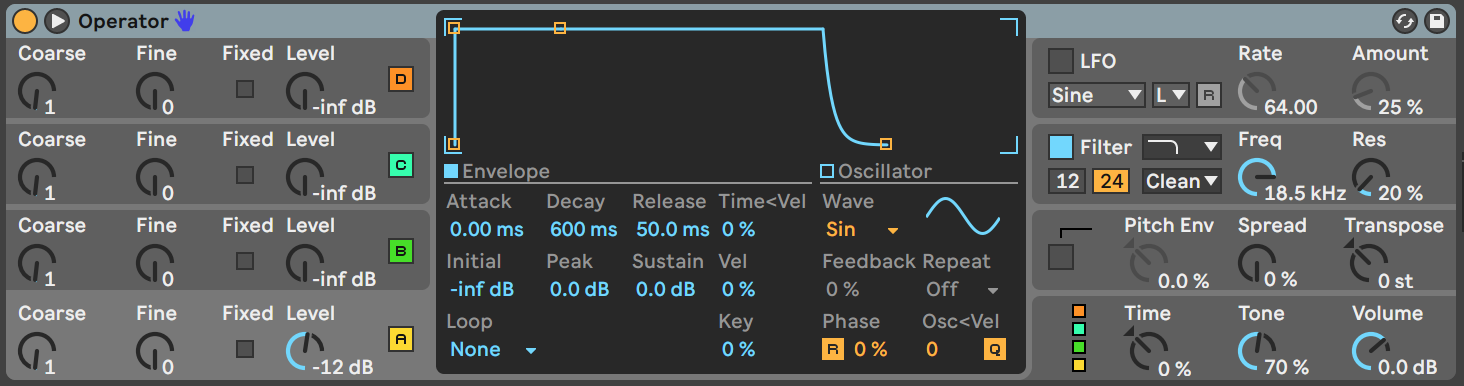 Operator
Coarse Fine Fixed Level
1 0 -inf dB D
Coarse Fine Fixed Level
1 0 -inf dB C
Coarse Fine Fixed Level
1 0 -inf dB B
Coarse Fine Fixed Level
1 0 -12 dB A
Envelope Oscillator
Attack Decay Release Time<Vel Wave
0.00 ms 600 ms 50.0 ms 0 % Sin
Initial Peak Sustain Vel Feedback Repeat
-inf dB 0.0 dB 0.0 dB 0 % 0 % Off
Loop Key Phase Osc<Vel
None 0 % R 0 % 0 Q
LFO Rate Amount
Sine L R 64.00 25 %
Filter Freq Res
12 24 Clean 18.5 kHz 20 %
Pitch Env Spread Transpose
0.0 % 0 % 0 st
Time Tone Volume
0 % 70 % 0.0 dB